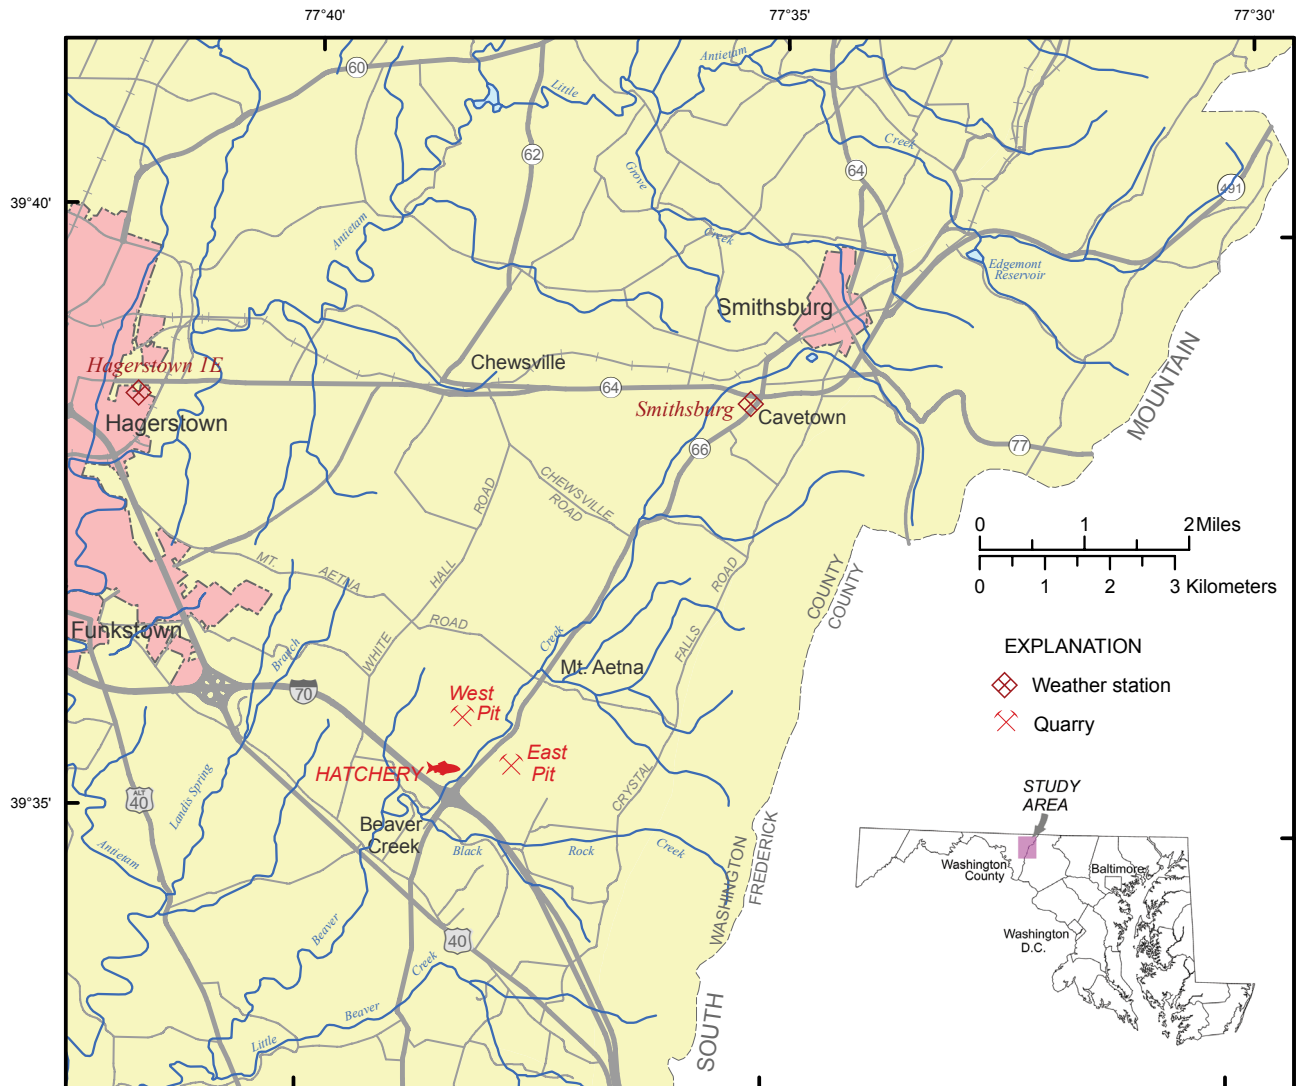 77°40'
77°35'
77°30'
60
Antietam
Little
62
Creek
64
491
39°40'
Grove
Antietam
Creek
Edgemont
Reservoir
Smithsburg
Chewsville
Hagerstown 1E
64
Smithsburg
Cavetown
Hagerstown
66
77
MOUNTAIN
CHEWSVILLE
ROAD
ROAD
0 1 2 Miles
0 1 2 3 Kilometers
MT.
AETNA
HALL
ROAD
COUNTY
COUNTY
ROAD
Funkstown
WHITE
Branch
Creek
FALLS
Mt. Aetna
EXPLANATION
Weather station
Quarry
70
West
Pit
East
Pit
HATCHERY
CRYSTAL
Landis Spring
ALT
40
39°35'
STUDY
AREA
Beaver
Creek
Black
Rock
Creek
Antietam
WASHINGTON
FREDERICK
Washington
County
Baltimore
Washington
D.C.
Beaver
40
Creek
Beaver
Little
SOUTH